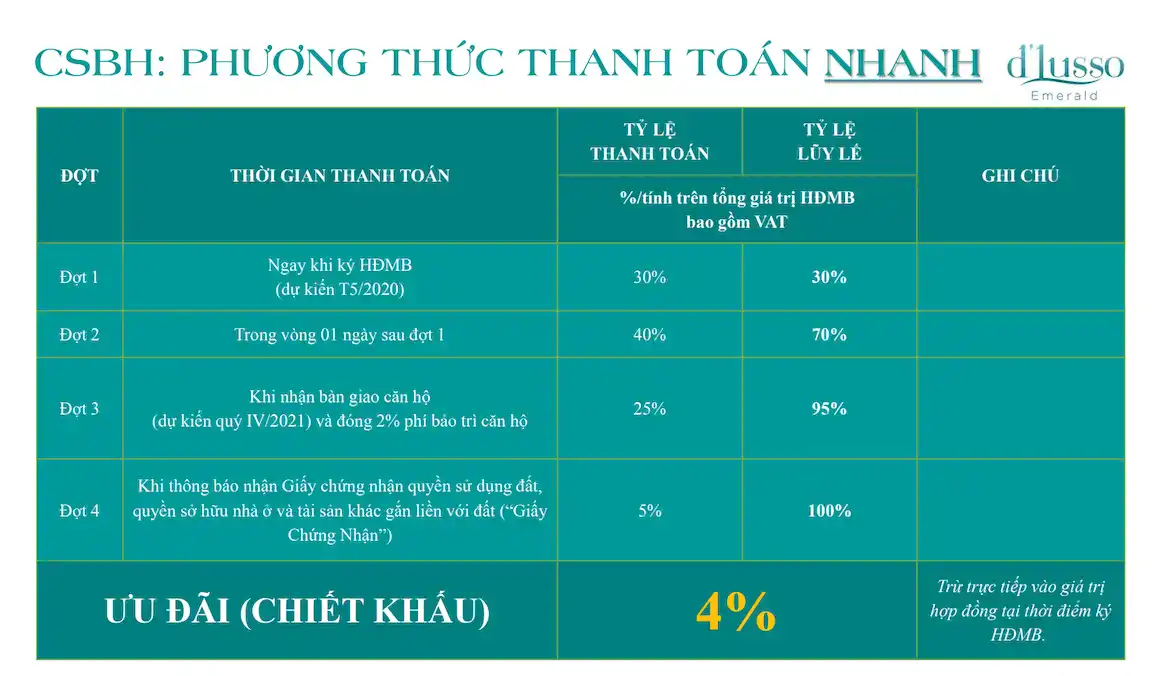 CSBH: PHƯƠNG THỨC THANH TOÁN NHANH
d'Lusso
Emerald
ĐỢT
THỜI GIAN THANH TOÁN
TỶ LỆ
THANH TOÁN
TỶ LỆ
LŨY LẾ
%/tính trên tổng giá trị HĐMB
bao gồm VAT
GHI CHÚ
Đợt 1
Ngay khi ký HĐMB
(dự kiến T5/2020)
30%
30%
Đợt 2
Trong vòng 01 ngày sau đợt 1
40%
70%
Đợt 3
Khi nhận bàn giao căn hộ
(dự kiến quý IV/2021) và đóng 2% phí bảo trì căn hộ
25%
95%
Đợt 4
Khi thông báo nhận Giấy chứng nhận quyền sử dụng đất,
quyền sở hữu nhà ở và tài sản khác gắn liền với đất (“Giấy
Chứng Nhận”)
5%
100%
ƯU ĐÃI (CHIẾT KHẤU)
4%
Trừ trực tiếp vào giá trị
hợp đồng tại thời điểm ký
HĐMB.